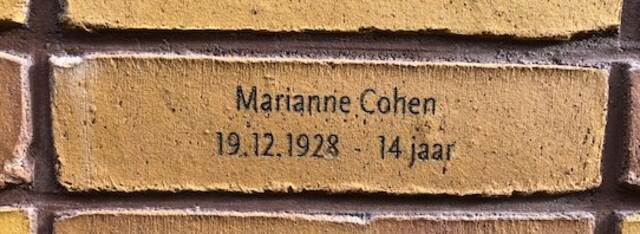 Marianne Cohen
19.12.1928 - 14 jaar